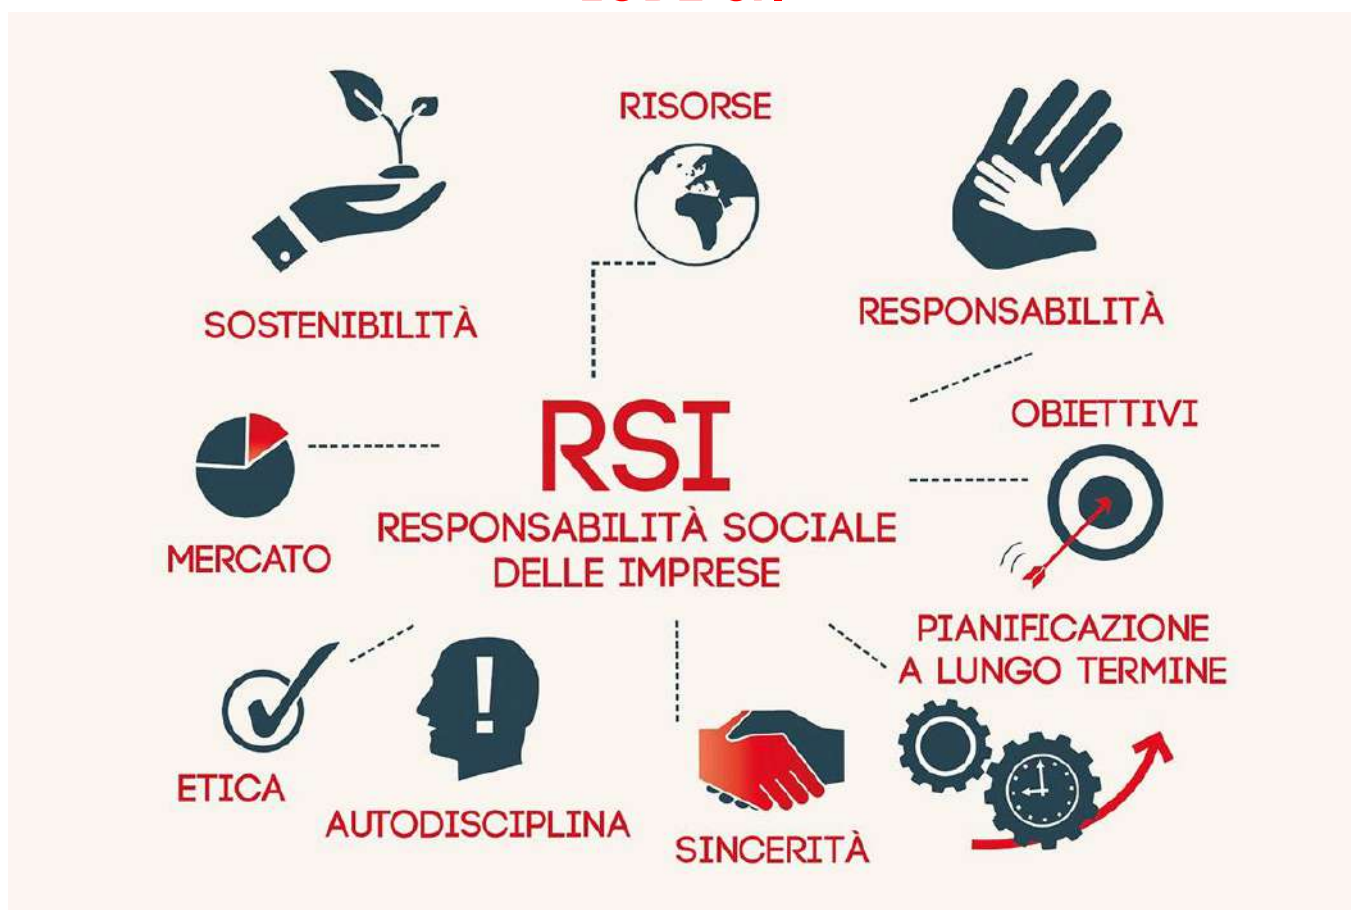 RISORSE
SOSTENIBILITÀ
RESPONSABILITÀ
OBIETTIVI
RSI
RESPONSABILITÀ SOCIALE
DELLE IMPRESE
MERCATO
PIANIFICAZIONE
A LUNGO TERMINE
ETICA
AUTODISCIPLINA
SINCERITÀ